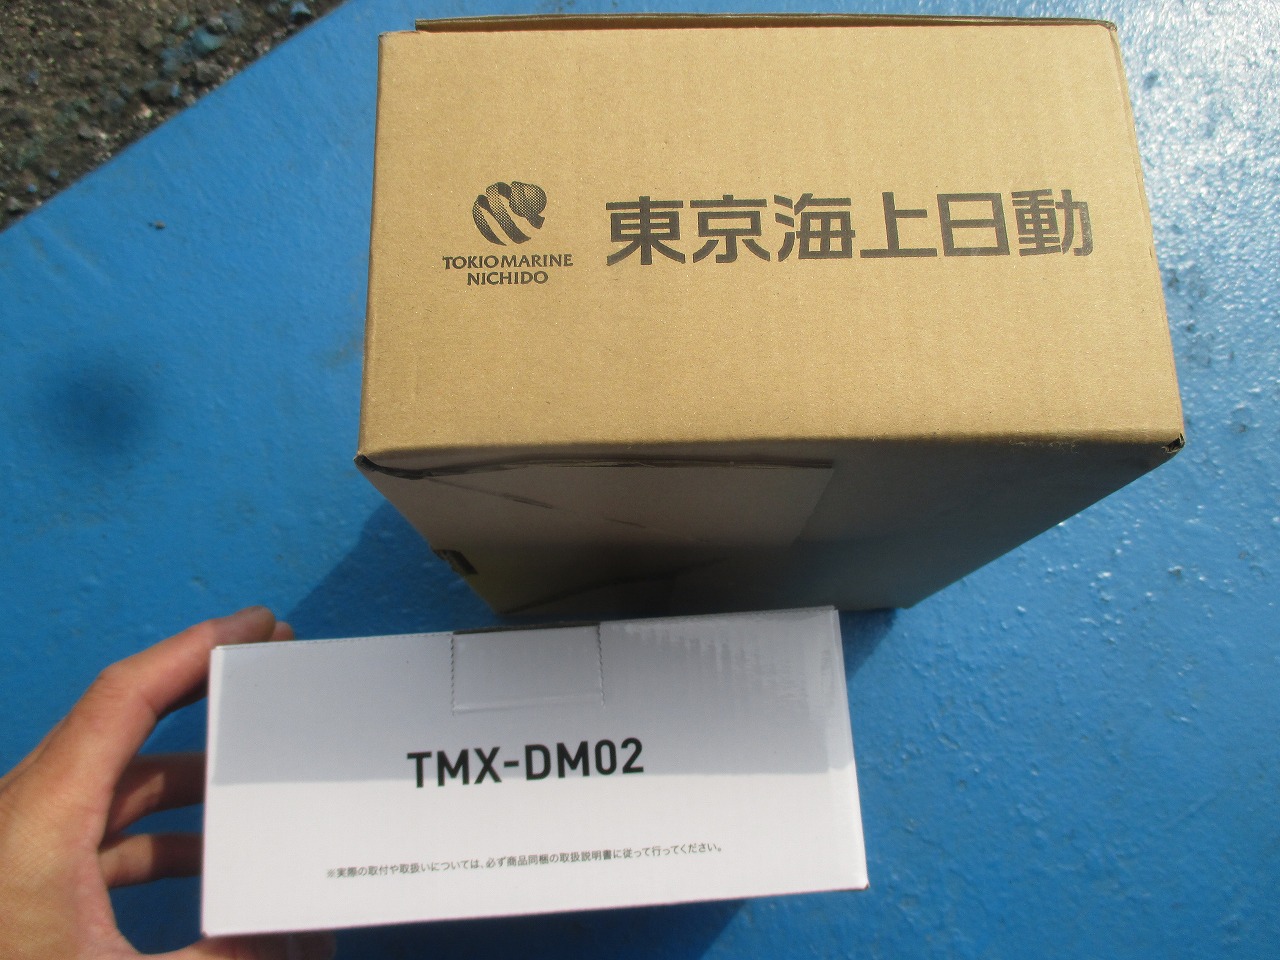 TOKIO MARINE
NICHIDO
東京海上日動
TMX-DM02
※実際の取付や取扱いについては、必ず商品同梱の取扱説明書に従って行ってください。